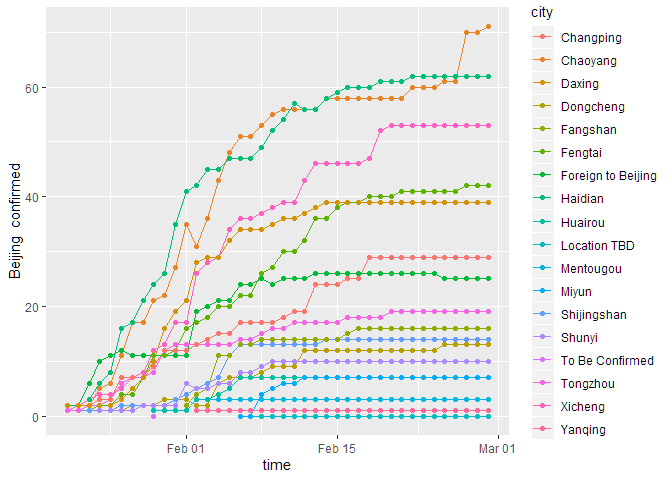 city
Changping
Chaoyang
Daxing
Dongcheng
Fangshan
Fengtai
Foreign to Beijing
Haidian
Huairou
Location TBD
Mentougou
Miyun
Shijingshan
Shunyi
To Be Confirmed
Tongzhou
Xicheng
Yanqing
Beijing confirmed
60
40
20
0
Feb 01 Feb 15 Mar 01
time